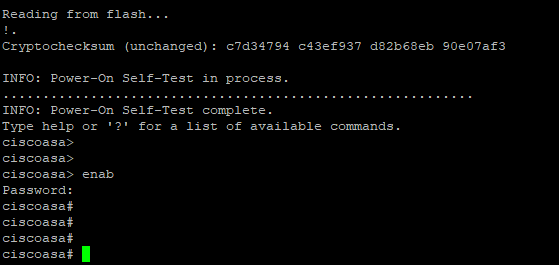 Reading from flash...
!.
Cryptochecksum (unchanged): c7d34794 c43ef937 d82b68eb 90e07af3
INFO: Power-On Self-Test in process.
...........................................................
INFO: Power-On Self-Test complete.
Type help or '?' for a list of available commands.
ciscoasa>
ciscoasa>
ciscoasa> enab
Password:
ciscoasa#
ciscoasa#
ciscoasa#
ciscoasa#